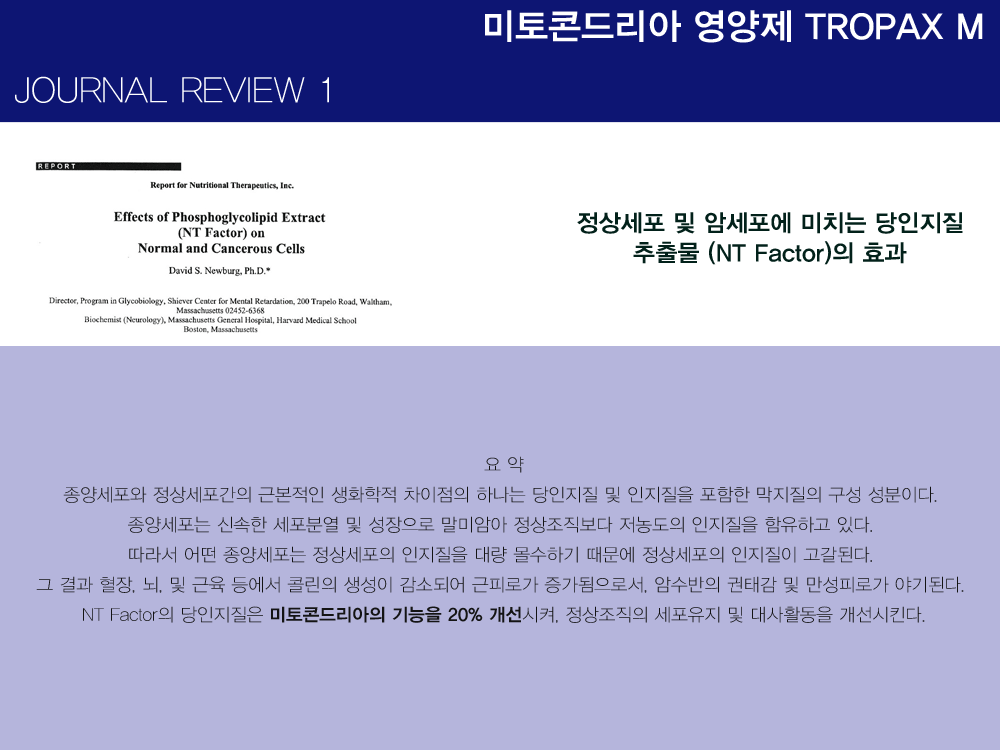 미토콘드리아 영양제 TROPAX M
JOURNAL REVIEW 1
REPORT
Report for Nutritional Therapeutics, Inc.
Effects of Phosphoglycolipid Extract
(NT Factor) on
Normal and Cancerous Cells
David S. Newburg, Ph.D.*
Director, Program in Glycobiology, Shiever Center for Mental Retardation, 200 Trapelo Road, Waltham,
Massachusetts 02452-6368
Biochemist (Neurology), Massachusetts General Hospital, Harvard Medical School
Boston, Massachusetts
정상세포 및 암세포에 미치는 당인지질
추출물 (NT Factor)의 효과
요 약
종양세포와 정상세포간의 근본적인 생화학적 차이점의 하나는 당인지질 및 인지질을 포함한 막지질의 구성 성분이다.
종양세포는 신속한 세포분열 및 성장으로 말미암아 정상조직보다 저농도의 인지질을 함유하고 있다.
따라서 어떤 종양세포는 정상세포의 인지질을 대량 몰수하기 때문에 정상세포의 인지질이 고갈된다.
그 결과 혈장, 뇌, 및 근육 등에서 콜린의 생성이 감소되어 근피로가 증가됨으로서, 암수반의 권태감 및 만성피로가 야기된다.
NT Factor의 당인지질은 미토콘드리아의 기능을 20% 개선시켜, 정상조직의 세포유지 및 대사활동을 개선시킨다.